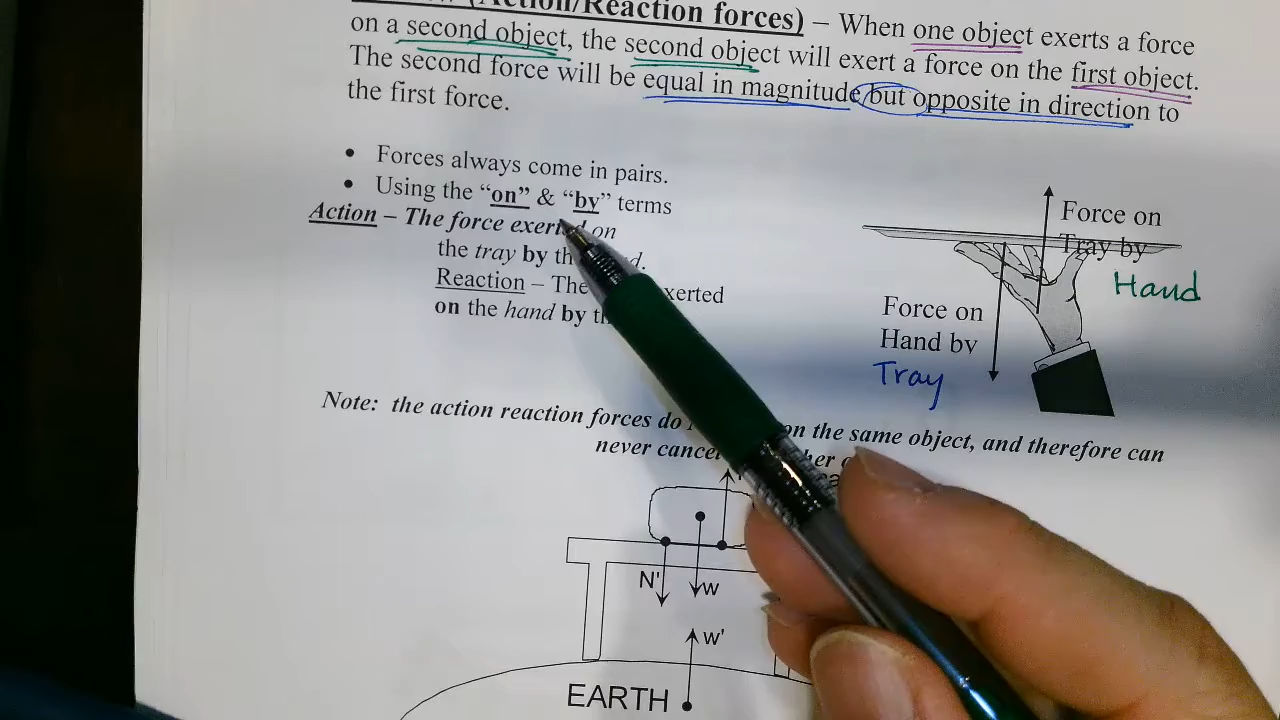 (Action/Reaction forces) – When one object exerts a force
on a second object, the second object will exert a force on the first object.
The second force will be equal in magnitude but opposite in direction to
the first force.
• Forces always come in pairs.
• Using the “on” & “by” terms
Action – The force exerted on
the tray by
Reaction – The exerted
on the hand by
Force on
Tray by
Hand
Force on
Hand by
Tray
Note: the action reaction forces do on the same object, and therefore can
never cancel
N'
w
w'
EARTH